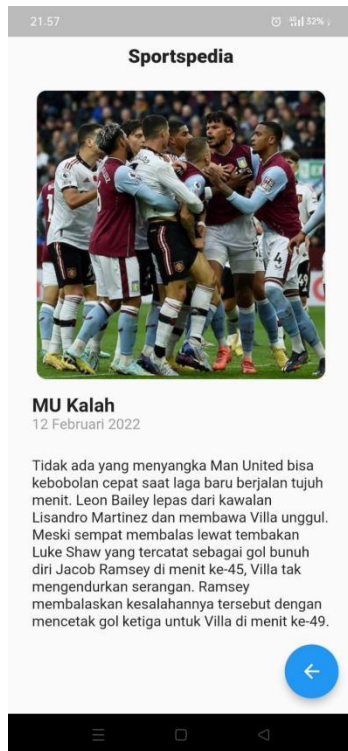 21.57
32%
Sportspedia
4
MU Kalah
12 Februari 2022
Tidak ada yang menyangka Man United bisa
kebobolan cepat saat laga baru berjalan tujuh
menit. Leon Bailey lepas dari kawalan
Lisandro Martinez dan membawa Villa unggul.
Meski sempat membalas lewat tembakan
Luke Shaw yang tercatat sebagai gol bunuh
diri Jacob Ramsey di menit ke-45, Villa tak
mengendurkan serangan. Ramsey
membalaskan kesalahannya tersebut dengan
mencetak gol ketiga untuk Villa di menit ke-49.